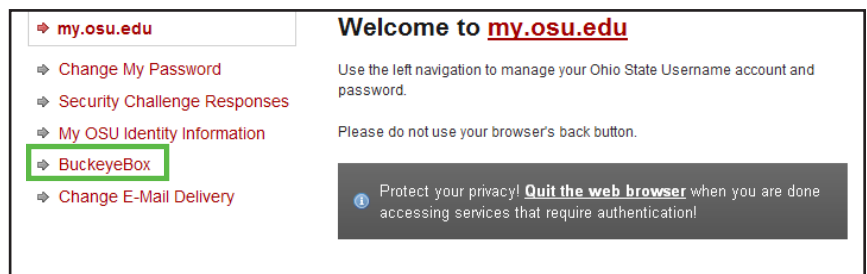 my.osu.edu
Change My Password
Security Challenge Responses
My OSU Identity Information
BuckeyeBox
Change E-Mail Delivery
Welcome to my.osu.edu
Use the left navigation to manage your Ohio State Username account and
password.
Please do not use your browser's back button.
Protect your privacy! Quit the web browser when you are done
accessing services that require authentication!